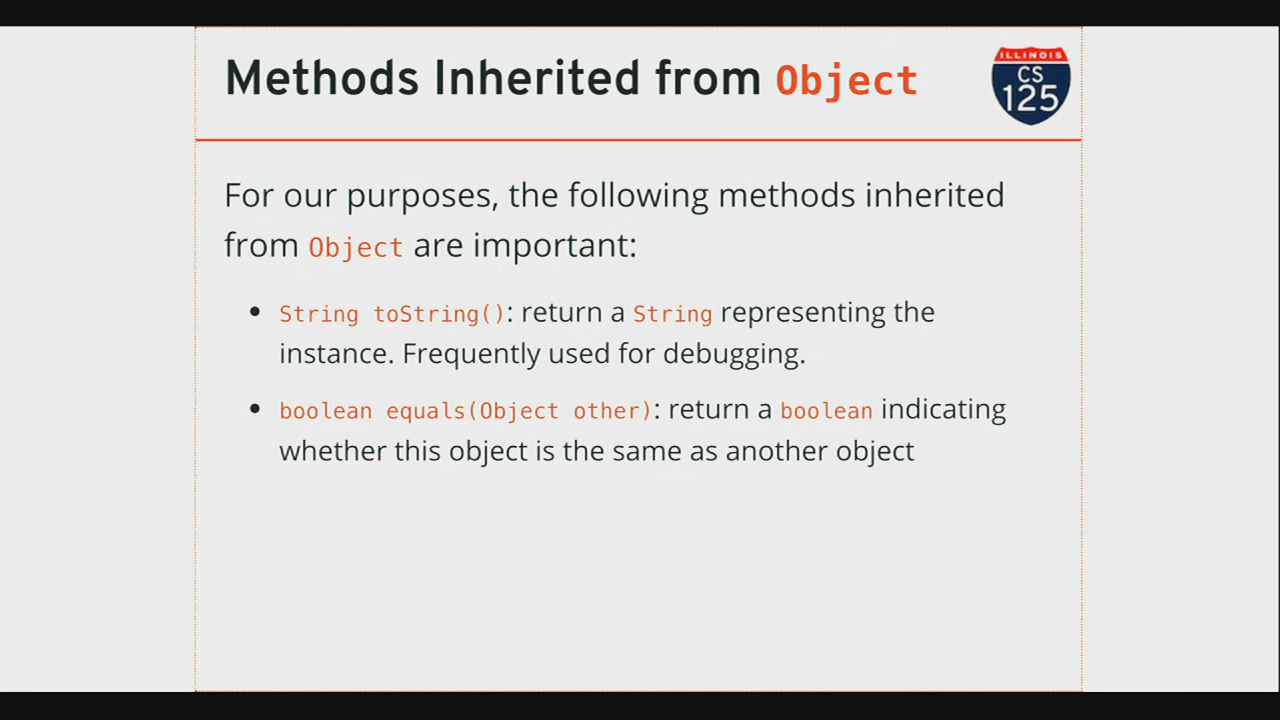 Methods Inherited from Object
ILLINOIS
CS
125
For our purposes, the following methods inherited
from Object are important:
• String toString(): return a String representing the
instance. Frequently used for debugging.
• boolean equals(Object other): return a boolean indicating
whether this object is the same as another object